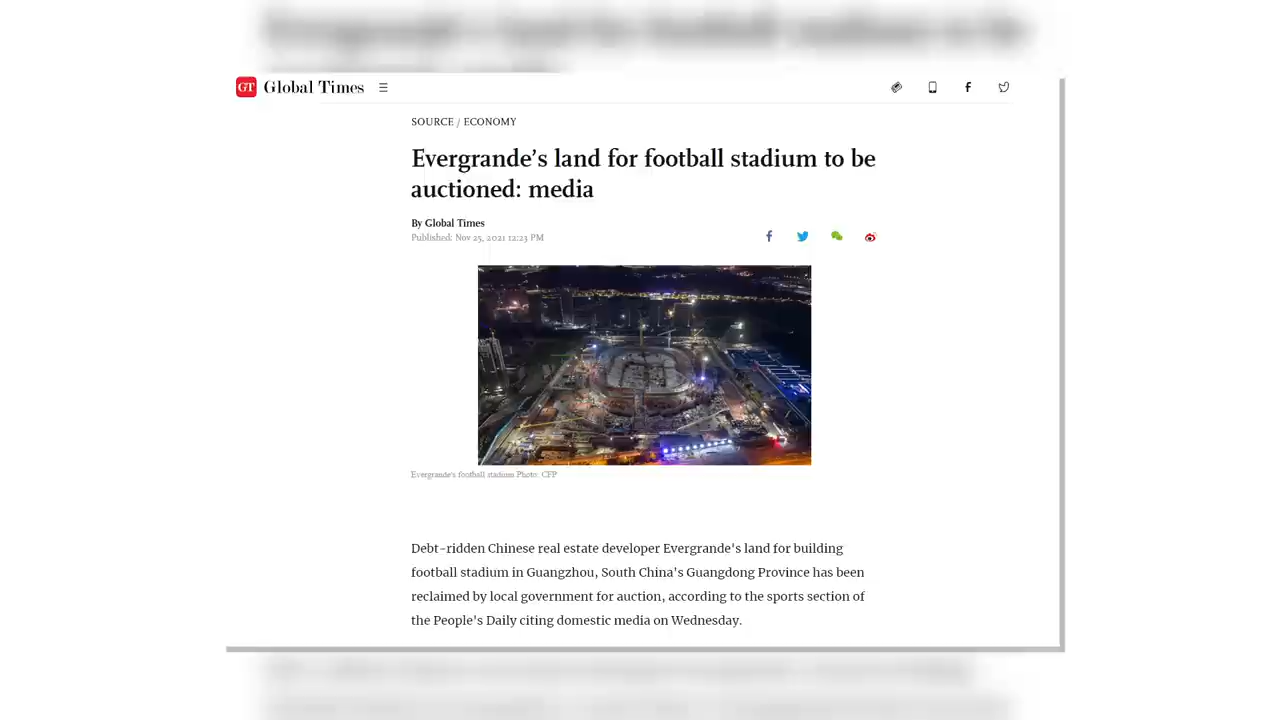 GT Global Times
SOURCE / ECONOMY
Evergrande’s land for football stadium to be
auctioned: media
By Global Times
Published: Nov 25, 2021 12:23 PM
Evergrande's football stadium Photo: CFP
Debt-ridden Chinese real estate developer Evergrande's land for building
football stadium in Guangzhou, South China's Guangdong Province has been
reclaimed by local government for auction, according to the sports section of
the People's Daily citing domestic media on Wednesday.